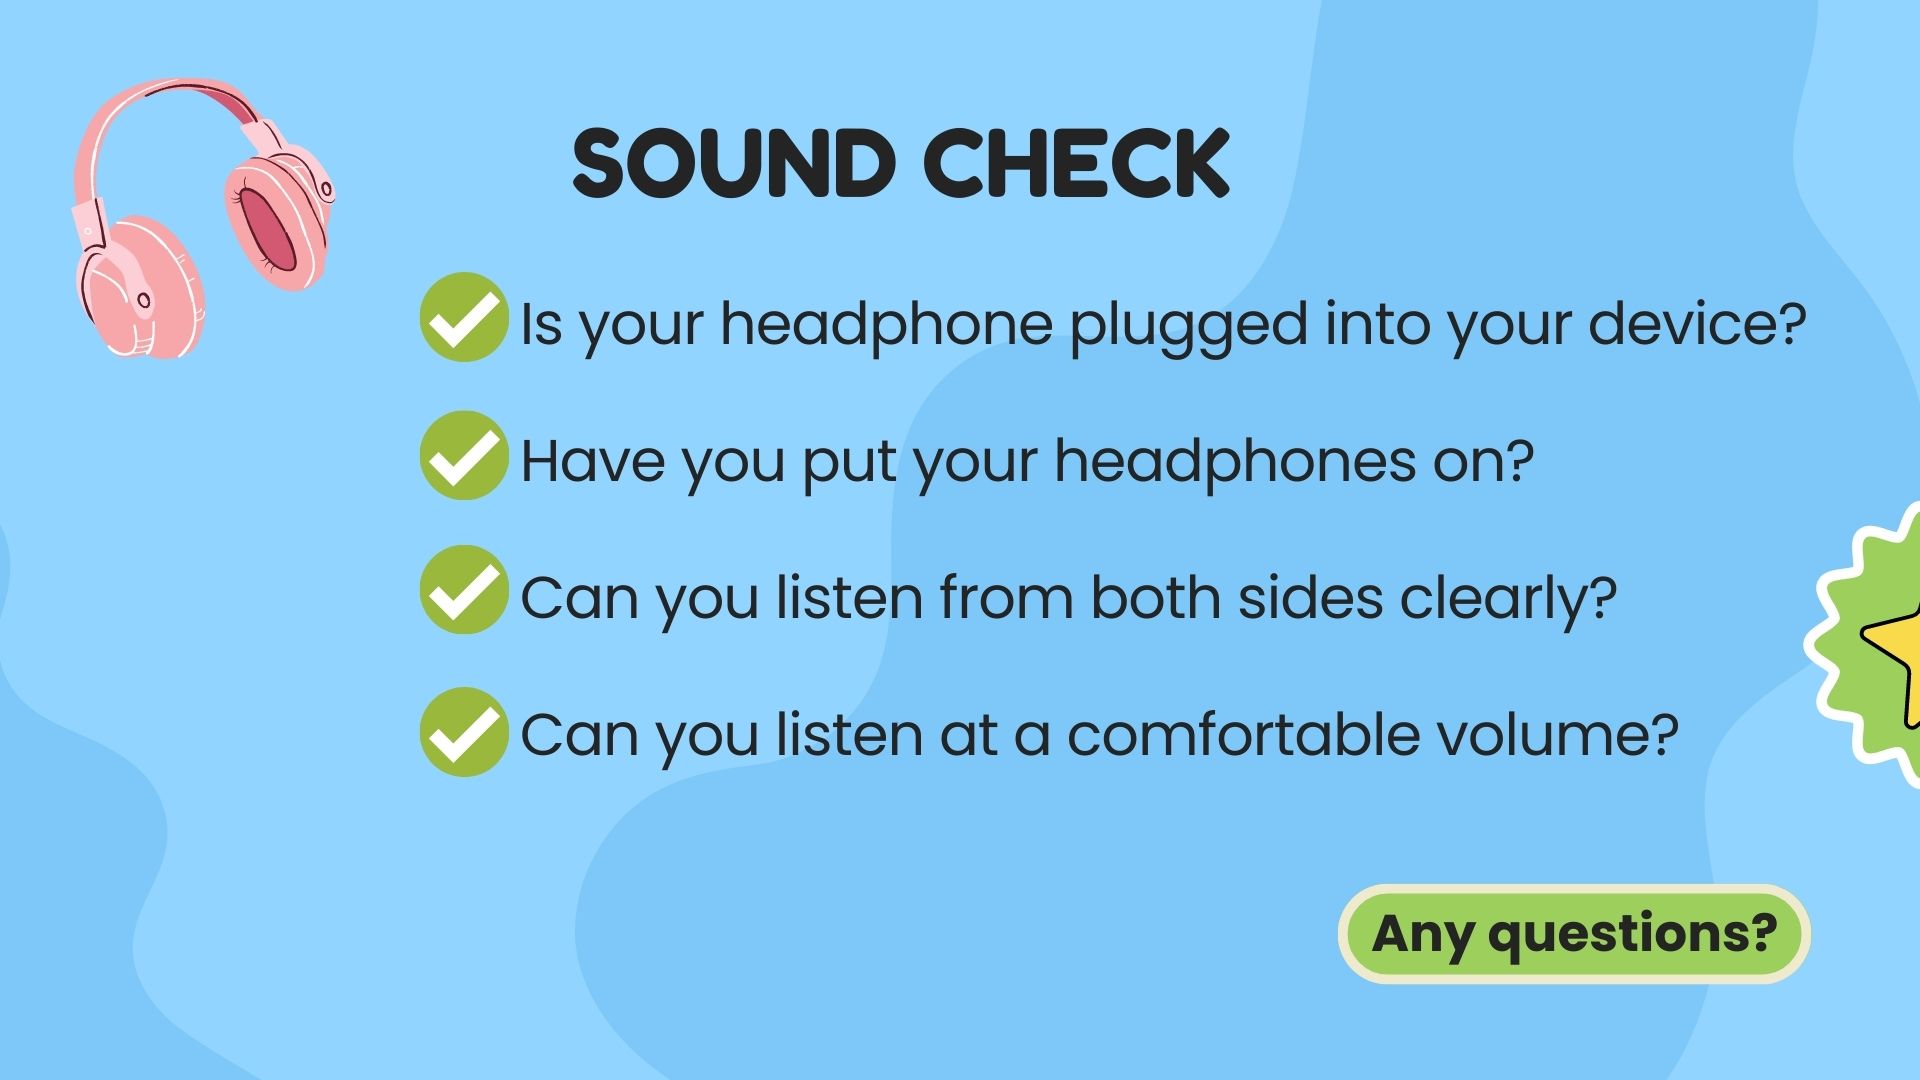 SOUND CHECK
Is your headphone plugged into your device?
Have you put your headphones on?
Can you listen from both sides clearly?
Can you listen at a comfortable volume?
Any questions?